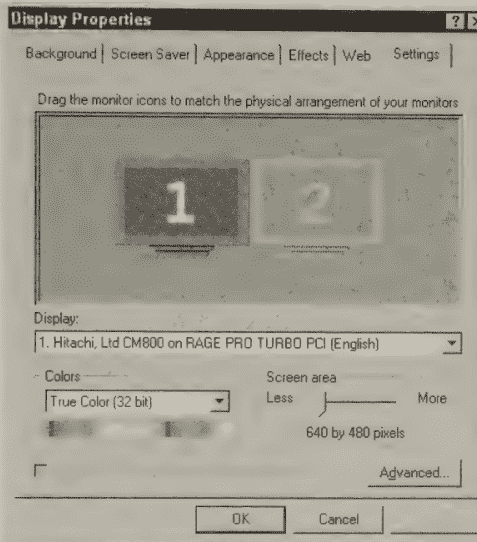 Display Properties ? X
Background Screen Saver Appearance Effects Web Settings
Drag the monitor icons to match the physical arrangement of your monitors
1 2
Display:
1. Hitachi, Ltd CM800 on RAGE PRO TURBO PCI (English)
Colors Screen area
True Color (32 bit) Less More
640 by 480 pixels
Advanced...
OK Cancel